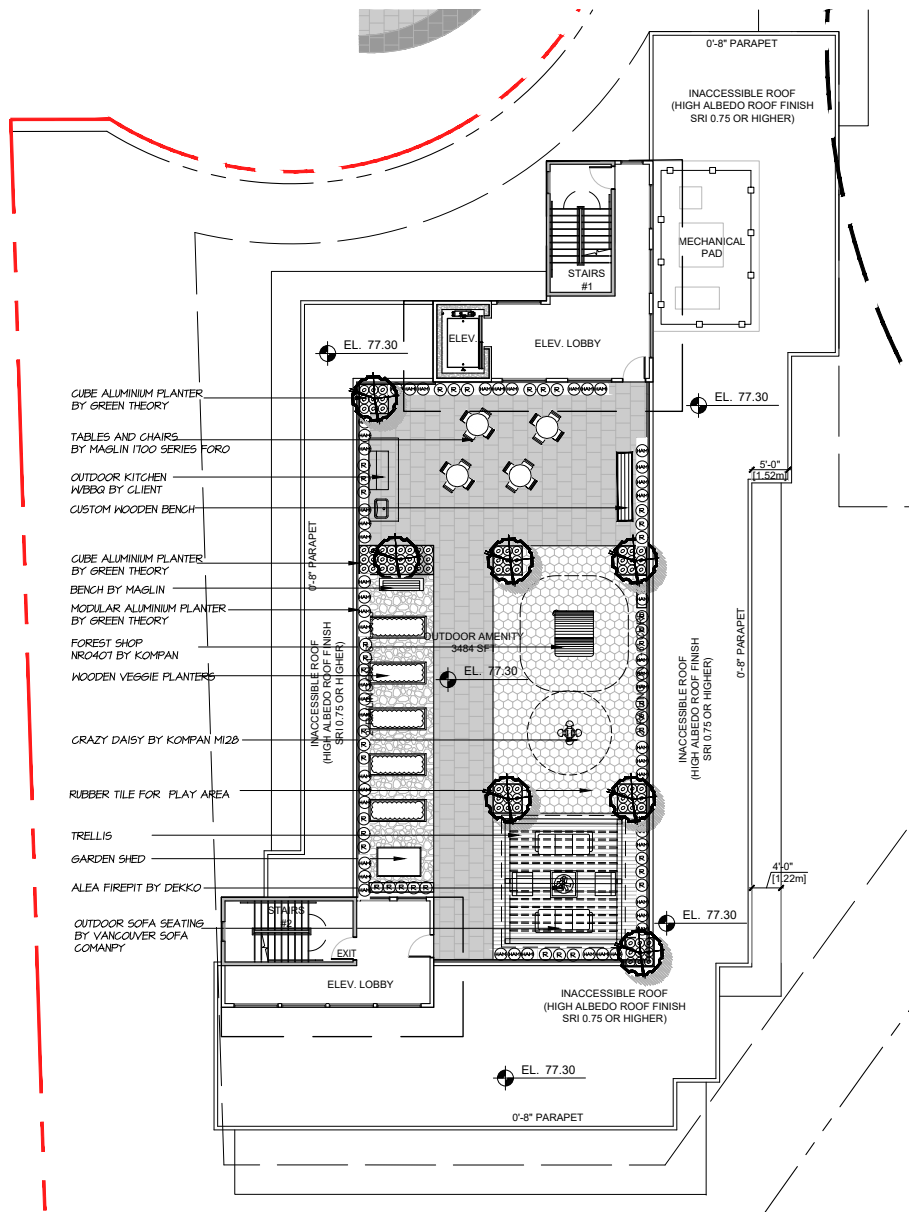 0'-8" PARAPET
INACCESSIBLE ROOF
(HIGH ALBEDO ROOF FINISH
SRI 0.75 OR HIGHER)
MECHANICAL
PAD
STAIRS
#1
ELEV.
ELEV. LOBBY
EL. 77.30
EL. 77.30
CUBE ALUMINIUM PLANTER
BY GREEN THEORY
TABLES AND CHAIRS
BY MAGLIN 1700 SERIES FORO
OUTDOOR KITCHEN
W/BBQ BY CLIENT
CUSTOM WOODEN BENCH
5'-0"
[1.52m]
CUBE ALUMINIUM PLANTER
BY GREEN THEORY
BENCH BY MAGLIN
MODULAR ALUMINIUM PLANTER
BY GREEN THEORY
FOREST SHOP
NRO407 BY KOMPAN
WOODEN VEGGIE PLANTERS
CRAZY DAISY BY KOMPAN M128
RUBBER TILE FOR PLAY AREA
TRELLIS
GARDEN SHED
ALEA FIREPIT BY DEKKO
OUTDOOR SOFA SEATING
BY VANCOUVER SOFA
COMANPY
0'-8" PARAPET
INACCESSIBLE ROOF
(HIGH ALBEDO ROOF FINISH
SRI 0.75 OR HIGHER)
OUTDOOR AMENITY
3484 SFT
EL. 77.30
INACCESSIBLE ROOF
(HIGH ALBEDO ROOF FINISH
SRI 0.75 OR HIGHER)
0'-8" PARAPET
4'-0"
[1.22m]
STAIRS
#2
EXIT
ELEV. LOBBY
EL. 77.30
INACCESSIBLE ROOF
(HIGH ALBEDO ROOF FINISH
SRI 0.75 OR HIGHER)
EL. 77.30
0'-8" PARAPET